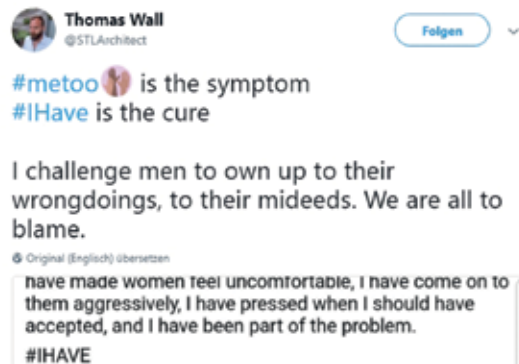 Thomas Wall
@STLArchitect
Folgen
#metoo is the symptom
#IHave is the cure
I challenge men to own up to their
wrongdoings, to their mideeds. We are all to
blame.
Original (Englisch) übersetzen
have made women feel uncomfortable, I have come on to
them aggressively, I have pressed when I should have
accepted, and I have been part of the problem.
#IHAVE